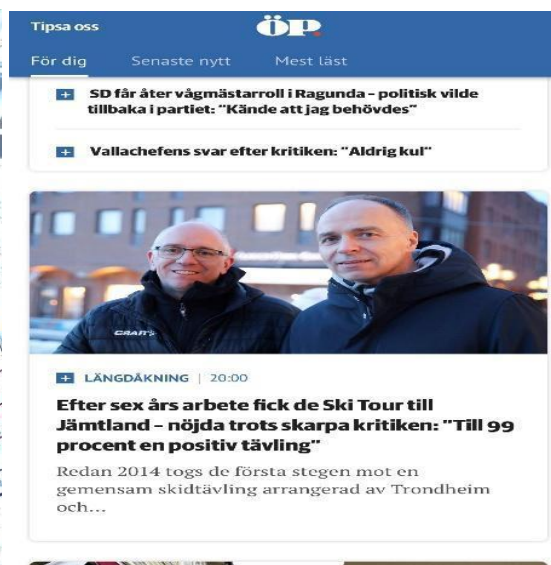 Tipsa oss
ÖP.
För dig Senaste nytt Mest läst
SD får åter vågmästarroll i Ragunda – politisk vilde
tillbaka i partiet: "Kände att jag behövdes"
Vallachefens svar efter kritiken: "Aldrig kul"
CRAFT
LÄNGDÅKNING | 20:00
Efter sex års arbete fick de Ski Tour till
Jämtland – nöjda trots skarpa kritiken: "Till 99
procent en positiv tävling"
Redan 2014 togs de första stegen mot en
gemensam skidtävling arrangerad av Trondheim
och...